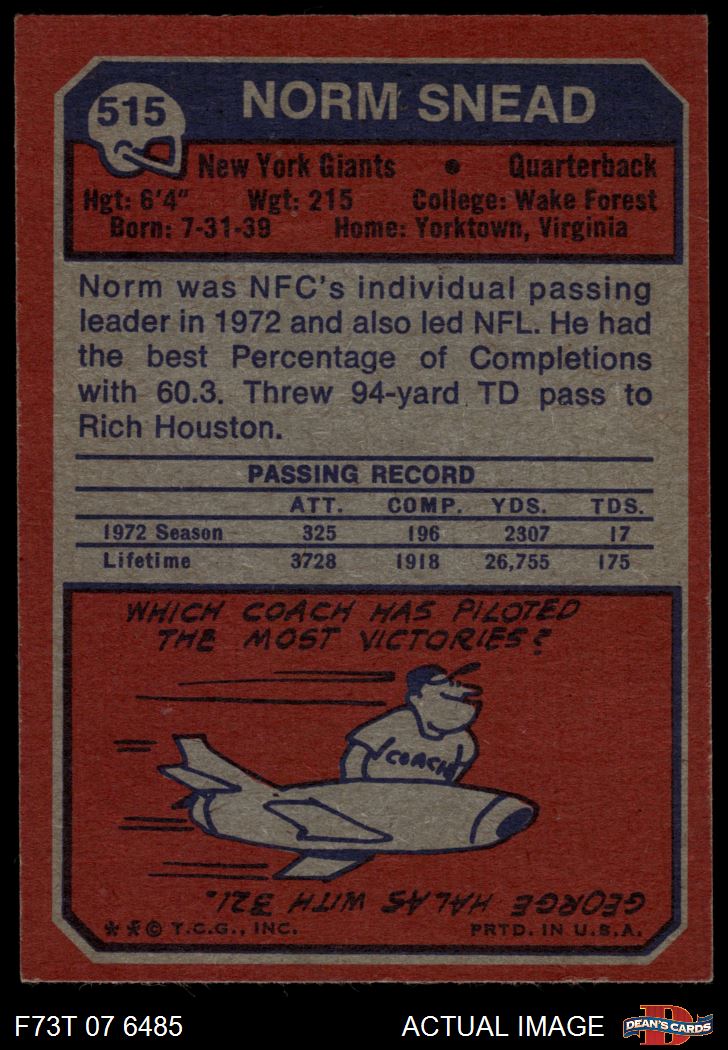 515
NORM SNEAD
New York Giants • Quarterback
Hgt: 6'4" Wgt: 215 College: Wake Forest
Born: 7-31-39 Home: Yorktown, Virginia
Norm was NFC's individual passing
leader in 1972 and also led NFL. He had
the best Percentage of Completions
with 60.3. Threw 94-yard TD pass to
Rich Houston.
PASSING RECORD
ATT. COMP. YDS. TDS.
1972 Season 325 196 2307 17
Lifetime 3728 1918 26,755 175
WHICH COACH HAS PILOTED
THE MOST VICTORIES?
COACH
GEORGE HALAS WITH 321.
** © T.C.G., INC. PRTD. IN U.S.A.
F73T 07 6485 ACTUAL IMAGE D DEAN'S CARDS